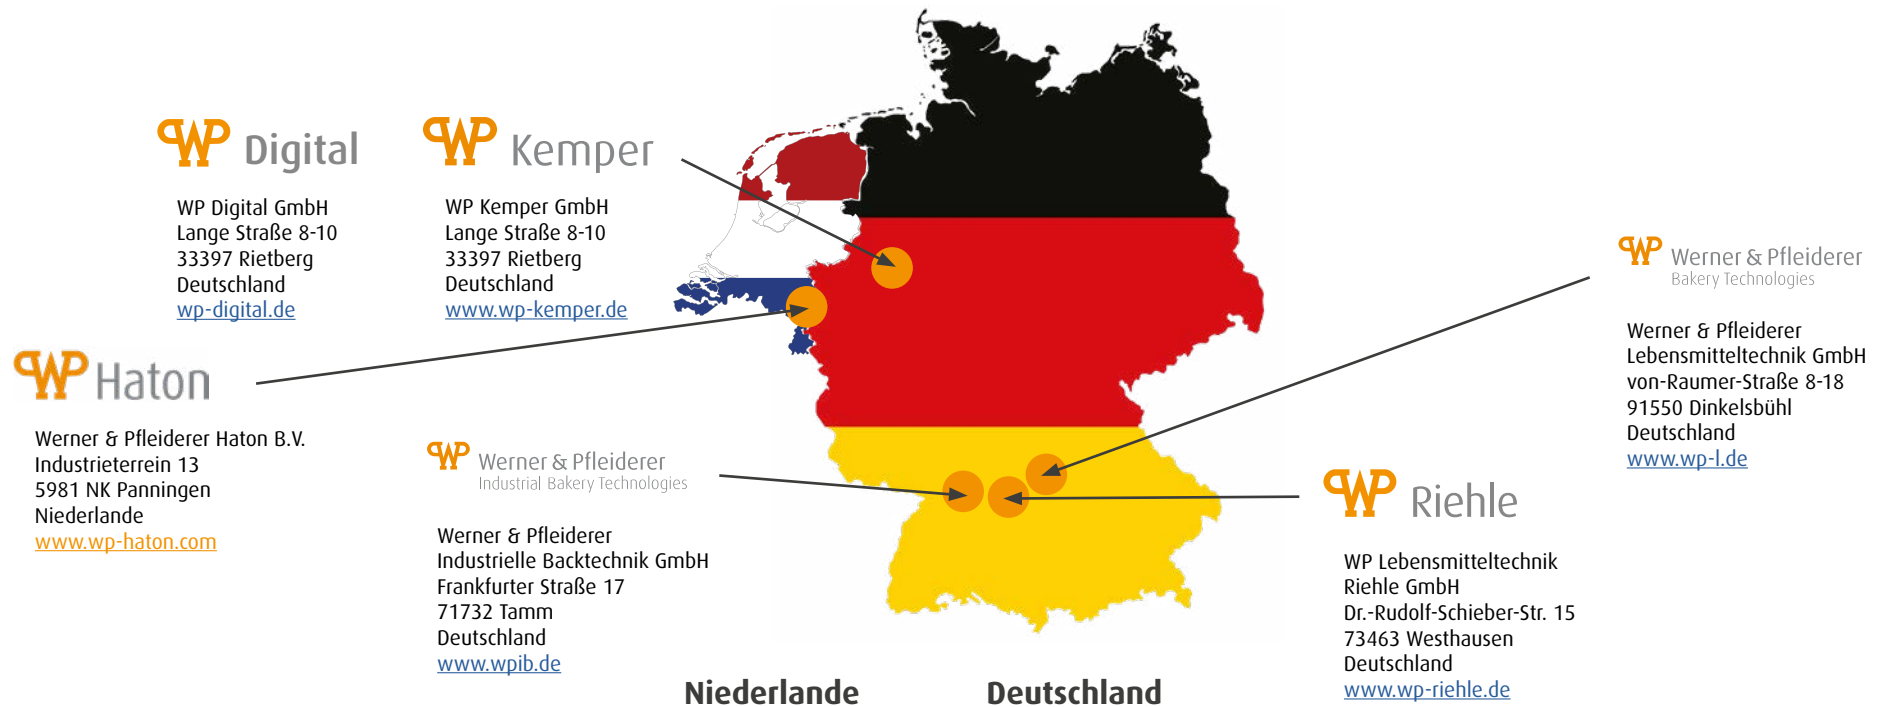 WP Digital
WP Digital GmbH
Lange Straße 8-10
33397 Rietberg
Deutschland
wp-digital.de
WP Kemper
WP Kemper GmbH
Lange Straße 8-10
33397 Rietberg
Deutschland
www.wp-kemper.de
WP Haton
Werner & Pfleiderer Haton B.V.
Industrieterrein 13
5981 NK Panningen
Niederlande
www.wp-haton.com
WP Werner & Pfleiderer
Industrial Bakery Technologies
Werner & Pfleiderer
Industrielle Backtechnik GmbH
Frankfurter Straße 17
71732 Tamm
Deutschland
www.wpib.de
WP Werner & Pfleiderer
Bakery Technologies
Werner & Pfleiderer
Lebensmitteltechnik GmbH
von-Raumer-Straße 8-18
91550 Dinkelsbühl
Deutschland
www.wp-l.de
WP Riehle
WP Lebensmitteltechnik
Riehle GmbH
Dr.-Rudolf-Schieber-Str. 15
73463 Westhausen
Deutschland
www.wp-riehle.de
Niederlande
Deutschland